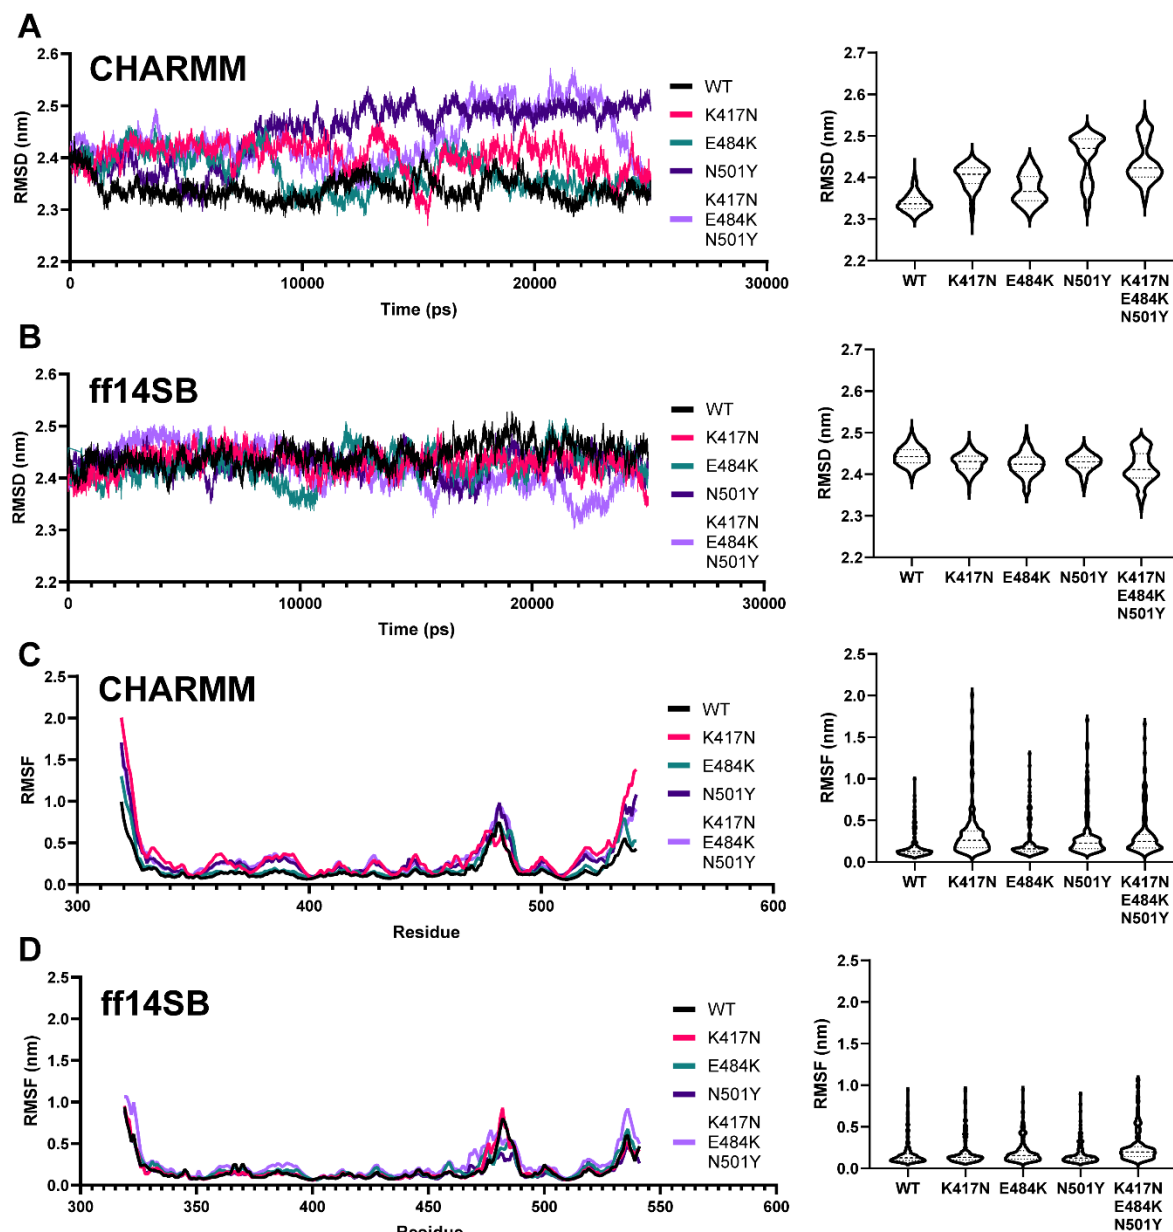 A
CHARMM
RMSD (nm)
2.6
2.5
2.4
2.3
2.2
0
10000
20000
30000
Time (ps)
WT
K417N
E484K
N501Y
K417N
E484K
N501Y
RMSD (nm)
2.7
2.6
2.5
2.4
2.3
2.2
WT
K417N
E484K
N501Y
K417N
E484K
N501Y
B
ff14SB
RMSD (nm)
2.6
2.5
2.4
2.3
2.2
0
10000
20000
30000
Time (ps)
WT
K417N
E484K
N501Y
K417N
E484K
N501Y
RMSD (nm)
2.7
2.6
2.5
2.4
2.3
2.2
WT
K417N
E484K
N501Y
K417N
E484K
N501Y
C
CHARMM
RMSF
2.5
2.0
1.5
1.0
0.5
0.0
300
400
500
600
Residue
WT
K417N
E484K
N501Y
K417N
E484K
N501Y
RMSF (nm)
2.5
2.0
1.5
1.0
0.5
0.0
WT
K417N
E484K
N501Y
K417N
E484K
N501Y
D
ff14SB
RMSF (nm)
2.5
2.0
1.5
1.0
0.5
0.0
300
350
400
450
500
550
600
Residue
WT
K417N
E484K
N501Y
K417N
E484K
N501Y
RMSF (nm)
2.5
2.0
1.5
1.0
0.5
0.0
WT
K417N
E484K
N501Y
K417N
E484K
N501Y